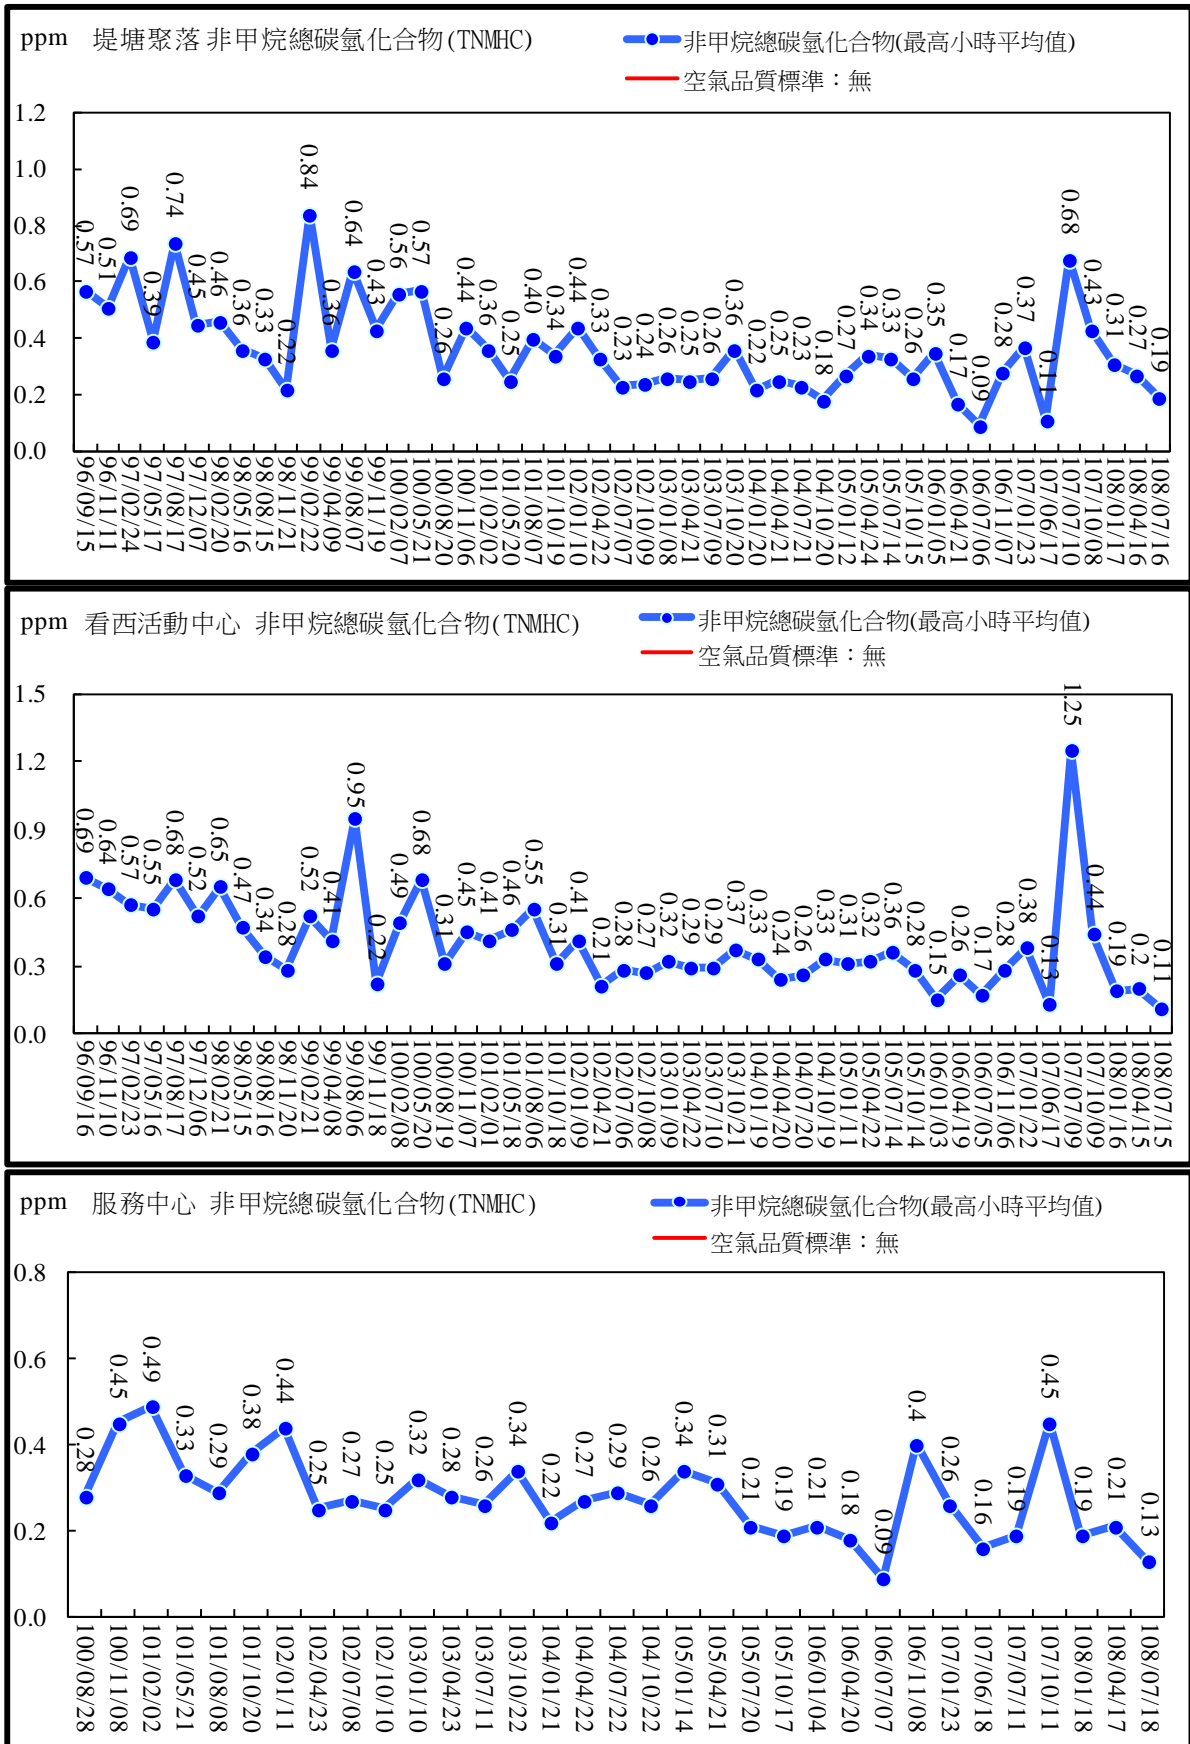 ppm 堤塘聚落 非甲烷總碳氫化合物(TNMHC)
非甲烷總碳氫化合物(最高小時平均值)
空氣品質標準：無
1.2
1.0
0.8
0.6
0.4
0.2
0.0
0.57 0.51 0.69 0.39 0.74 0.45 0.46 0.36 0.33 0.22 0.84 0.36 0.64 0.43 0.56 0.57 0.26 0.44 0.36 0.25 0.40 0.34 0.44 0.33 0.23 0.24 0.26 0.25 0.26 0.36 0.22 0.25 0.23 0.18 0.27 0.34 0.33 0.26 0.35 0.17 0.09 0.28 0.37 0.11 0.68 0.43 0.31 0.27 0.19
96/09/15 96/11/11 97/02/24 97/05/17 97/08/17 97/12/07 98/02/20 98/05/16 98/08/15 98/11/21 99/02/22 99/04/09 99/08/07 99/11/19 100/02/07 100/05/21 100/08/20 100/11/06 101/02/02 101/05/20 101/08/07 101/10/19 102/01/10 102/04/22 102/07/07 102/10/09 103/01/08 103/04/21 103/07/09 103/10/20 104/01/20 104/04/21 104/07/21 104/10/20 105/01/12 105/04/24 105/07/14 105/10/15 106/01/05 106/04/21 106/07/06 106/11/07 107/01/23 107/06/17 107/07/10 107/10/08 108/01/17 108/04/16 108/07/16
ppm 看西活動中心 非甲烷總碳氫化合物(TNMHC)
非甲烷總碳氫化合物(最高小時平均值)
空氣品質標準：無
1.5
1.2
0.9
0.6
0.3
0.0
0.69 0.64 0.57 0.55 0.68 0.52 0.65 0.47 0.34 0.28 0.52 0.41 0.95 0.22 0.49 0.68 0.31 0.45 0.41 0.46 0.55 0.31 0.41 0.21 0.28 0.27 0.32 0.29 0.29 0.37 0.33 0.24 0.26 0.33 0.31 0.32 0.36 0.28 0.15 0.26 0.17 0.28 0.38 0.13 1.25 0.44 0.19 0.2 0.11
96/09/16 96/11/10 97/02/23 97/05/16 97/08/17 97/12/06 98/02/21 98/05/15 98/08/16 98/11/20 99/02/21 99/04/08 99/08/06 99/11/18 100/02/08 100/05/20 100/08/19 100/11/07 101/02/01 101/05/18 101/08/06 101/10/18 102/01/09 102/04/21 102/07/06 102/10/08 103/01/09 103/04/22 103/07/10 103/10/21 104/01/19 104/04/20 104/07/20 104/10/19 105/01/11 105/04/22 105/07/14 105/10/14 106/01/03 106/04/19 106/07/05 106/11/06 107/01/22 107/06/17 107/07/09 107/10/09 108/01/16 108/04/15 108/07/15
ppm 服務中心 非甲烷總碳氫化合物(TNMHC)
非甲烷總碳氫化合物(最高小時平均值)
空氣品質標準：無
0.8
0.6
0.4
0.2
0.0
0.28 0.45 0.49 0.33 0.29 0.38 0.44 0.25 0.27 0.25 0.32 0.28 0.26 0.34 0.22 0.27 0.29 0.26 0.34 0.31 0.21 0.19 0.21 0.18 0.09 0.4 0.26 0.16 0.19 0.45 0.19 0.21 0.13
100/08/28 100/11/08 101/02/02 101/05/21 101/08/09 101/10/20 102/01/11 102/04/23 102/07/08 102/10/10 103/01/10 103/04/23 103/07/11 103/10/22 104/01/21 104/04/22 104/07/22 104/10/22 105/01/14 105/04/21 105/07/20 105/10/17 106/01/04 106/04/20 106/07/07 106/11/08 107/01/23 107/06/18 107/07/11 107/10/11 108/01/18 108/04/17 108/07/18